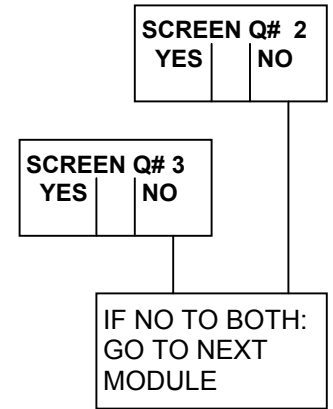 SCREEN Q# 2
YES NO
SCREEN Q# 3
YES NO
IF NO TO BOTH:
GO TO NEXT
MODULE